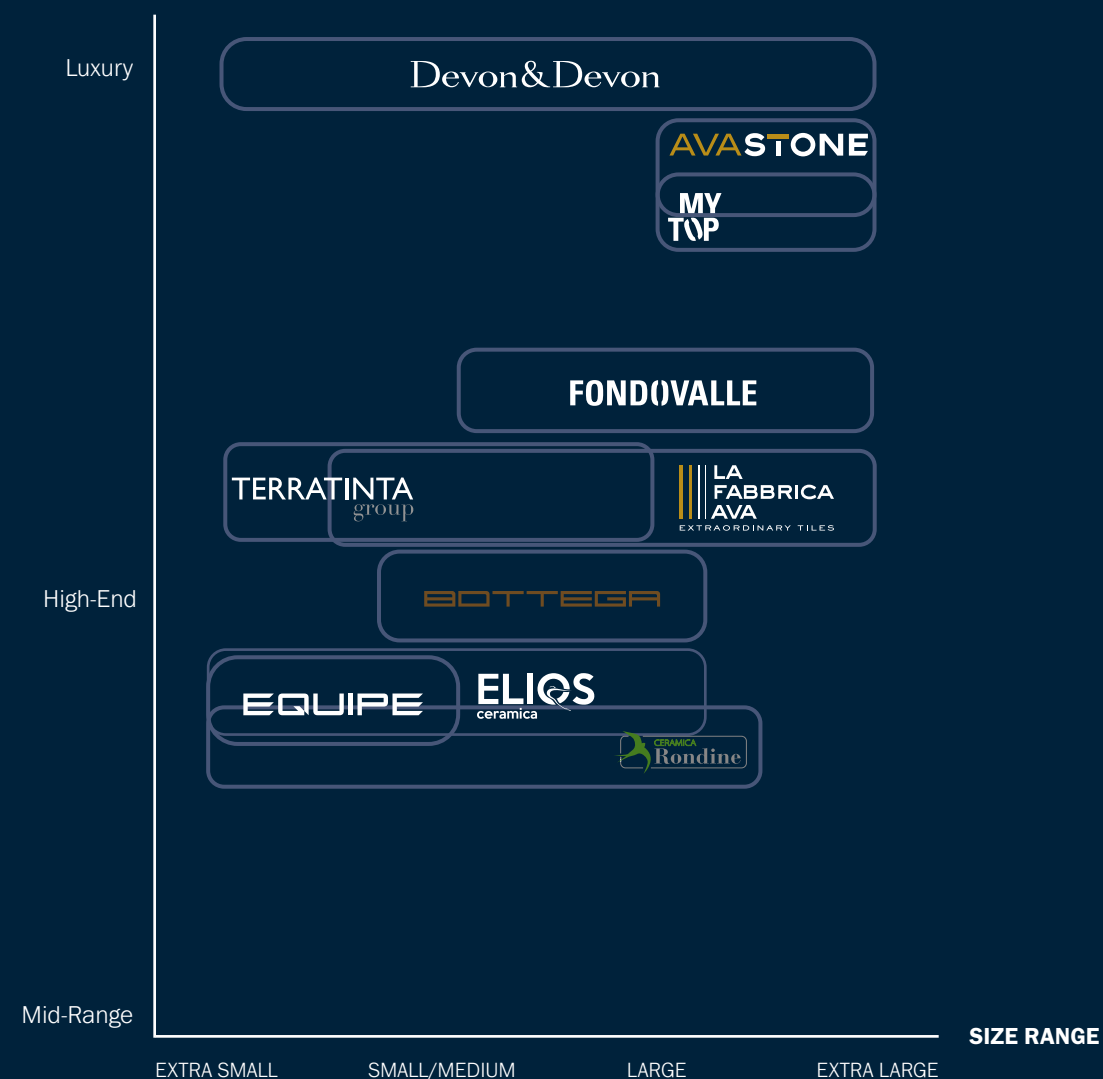 Luxury
Devon&Devon
AVASTONE
MY
TOP
FONDOVALLE
TERRATINTA
group
LA
FABBRICA
AVA
EXTRAORDINARY TILES
High-End
BOTTEGA
EQUIPE
ELIOS
ceramica
CERAMICA
Rondine
Mid-Range
SIZE RANGE
EXTRA SMALL
SMALL/MEDIUM
LARGE
EXTRA LARGE